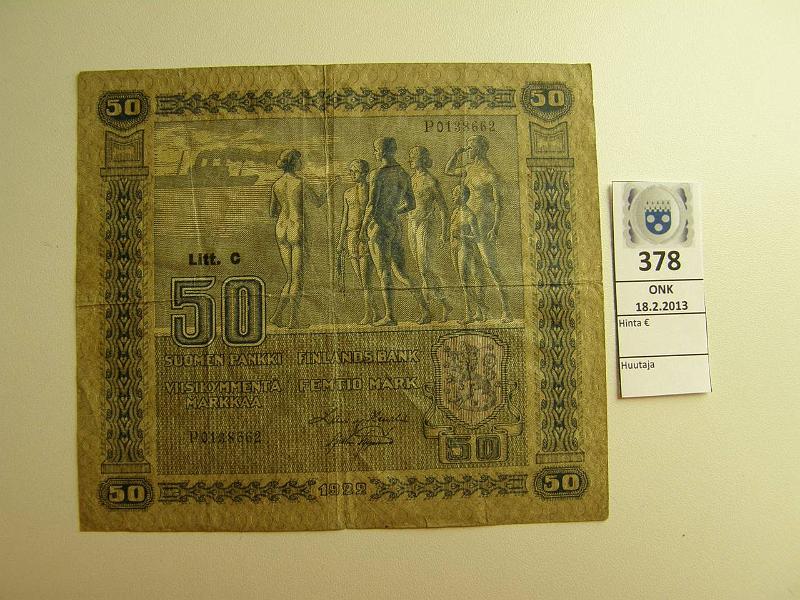 50 50
P0138662
Litt. C
50
SUOMEN PANKKI FINLANDS BANK
VIISIKYMMENTÄ FEMTIO MARK
MARKKAA
P0138662
50
50 1922 50
378
ONK
18.2.2013
Hinta €
Huutaja